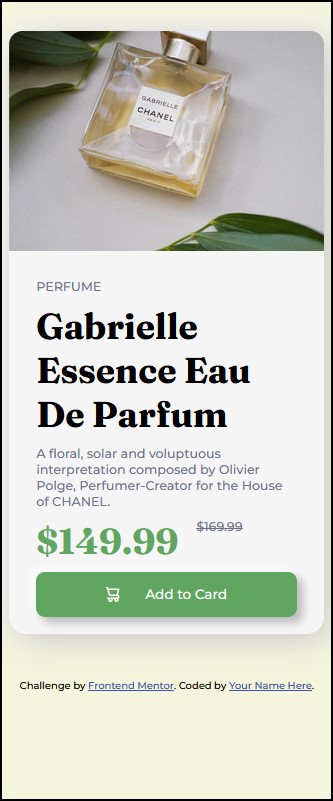 GABRIELLE
CHANEL
PARIS
PERFUME
Gabrielle
Essence Eau
De Parfum
A floral, solar and voluptuous
interpretation composed by Olivier
Polge, Perfumer-Creator for the House
of CHANEL.
$149.99 $169.99
Add to Card
Challenge by Frontend Mentor. Coded by Your Name Here.